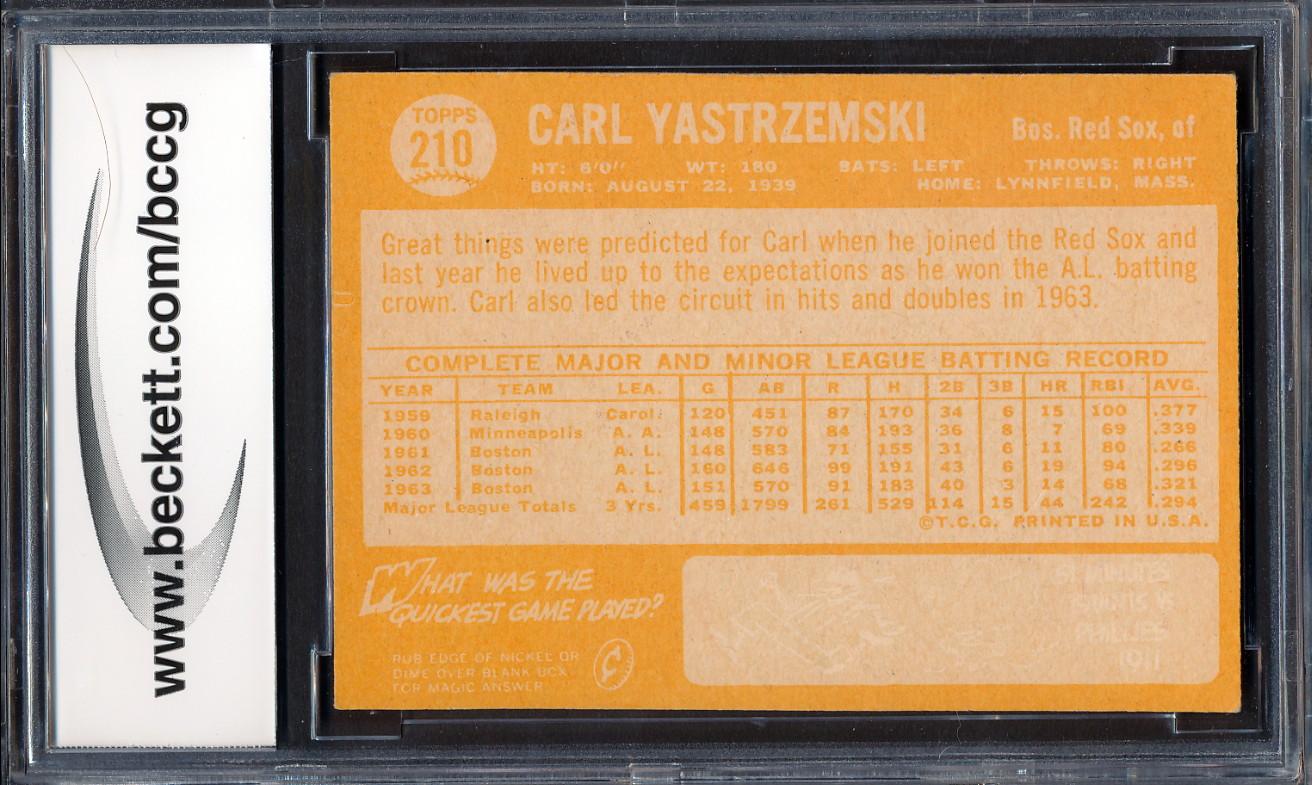 www.beckett.com/bccg
TOPPS
210
CARL YASTRZEMSKI
Bos. Red Sox, of
HT: 6'0" WT: 180 BATS: LEFT THROWS: RIGHT
BORN: AUGUST 22, 1939 HOME: LYNNFIELD, MASS.
Great things were predicted for Carl when he joined the Red Sox and
last year he lived up to the expectations as he won the A.L. batting
crown. Carl also led the circuit in hits and doubles in 1963.
COMPLETE MAJOR AND MINOR LEAGUE BATTING RECORD
YEAR TEAM LEA. G AB R H 2B 3B HR RBI AVG.
1959 Raleigh Carol. 120 451 87 170 34 6 15 100 .377
1960 Minneapolis A. A. 148 570 84 193 36 8 7 69 .339
1961 Boston A. L. 148 583 71 155 31 6 11 80 .266
1962 Boston A. L. 160 646 99 191 43 6 19 94 .296
1963 Boston A. L. 151 570 91 183 40 3 14 68 .321
Major League Totals 3 Yrs. 459 1799 261 529 114 15 44 242 .294
©T.C.G. PRINTED IN U.S.A.
WHAT WAS THE
QUICKEST GAME PLAYED?
RUB EDGE OF NICKEL OR
DIME OVER BLANK BOX
FOR MAGIC ANSWER
51 MINUTES
GIANTS VS
PHILLIES
1911